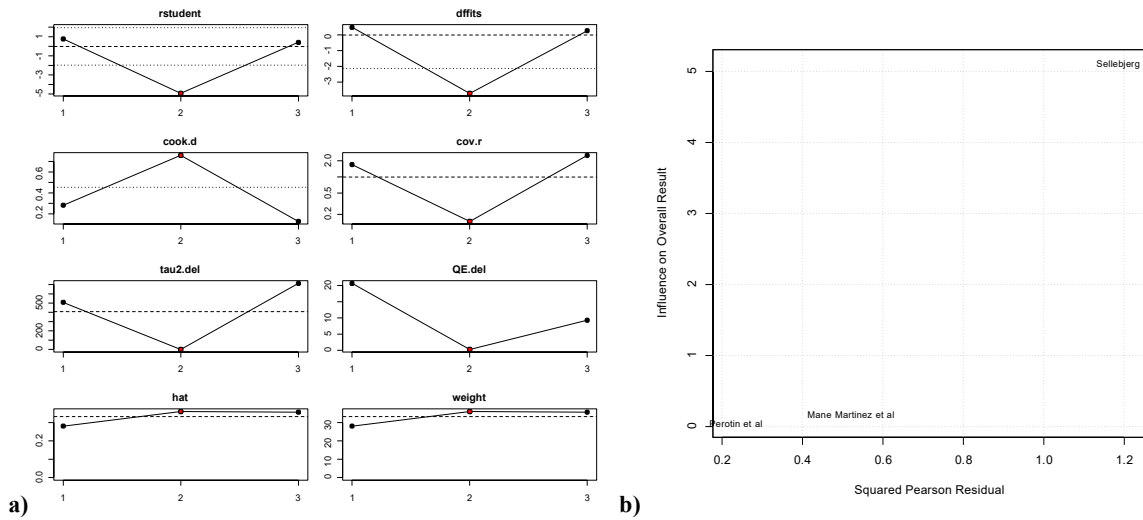 rstudent
1
-1
-3
-5
1 2 3
dffits
0
-1
-2
-3
1 2 3
cook.d
0.6
0.4
0.2
1 2 3
cov.r
2.0
0.5
0.2
1 2 3
tau2.del
500
200
0
1 2 3
QE.del
20
10
5
0
1 2 3
hat
0.2
0.0
1 2 3
weight
30
20
10
0
1 2 3
a)
Influence on Overall Result
5
4
3
2
1
0
Sellebjerg
Mane Martinez et al
Perotin et al
0.2 0.4 0.6 0.8 1.0 1.2
Squared Pearson Residual
b)